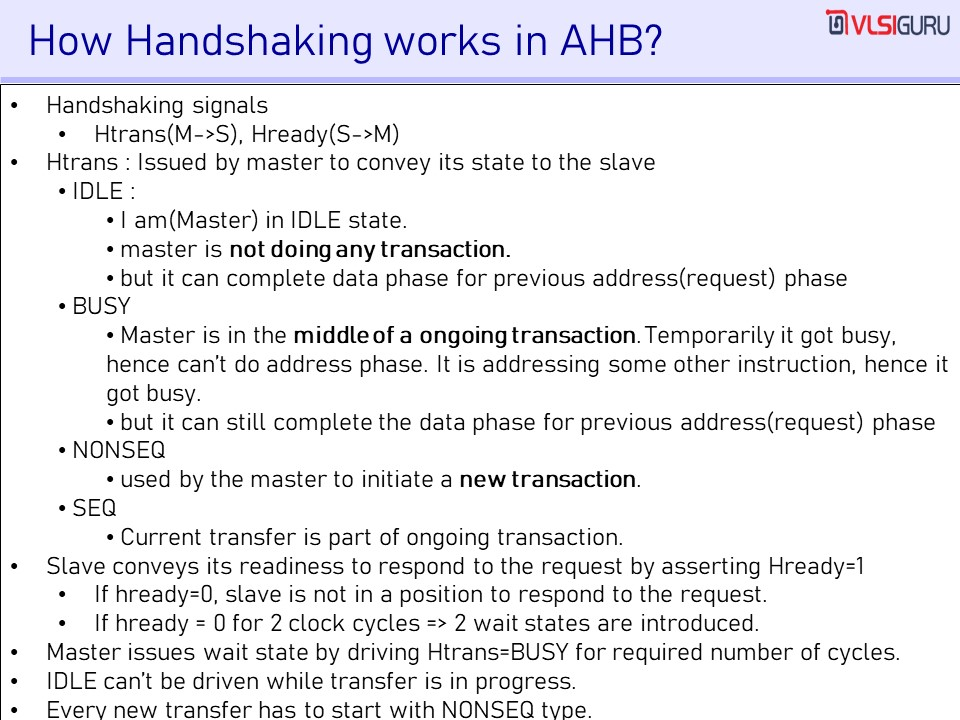 How Handshaking works in AHB?
VLSIGURU
• Handshaking signals
• Htrans(M->S), Hready(S->M)
• Htrans : Issued by master to convey its state to the slave
• IDLE :
• I am(Master) in IDLE state.
• master is not doing any transaction.
• but it can complete data phase for previous address(request) phase
• BUSY
• Master is in the middle of a ongoing transaction. Temporarily it got busy,
hence can't do address phase. It is addressing some other instruction, hence it
got busy.
• but it can still complete the data phase for previous address(request) phase
• NONSEQ
• used by the master to initiate a new transaction.
• SEQ
• Current transfer is part of ongoing transaction.
• Slave conveys its readiness to respond to the request by asserting Hready=1
• If hready=0, slave is not in a position to respond to the request.
• If hready = 0 for 2 clock cycles => 2 wait states are introduced.
• Master issues wait state by driving Htrans=BUSY for required number of cycles.
• IDLE can't be driven while transfer is in progress.
• Every new transfer has to start with NONSEQ type.